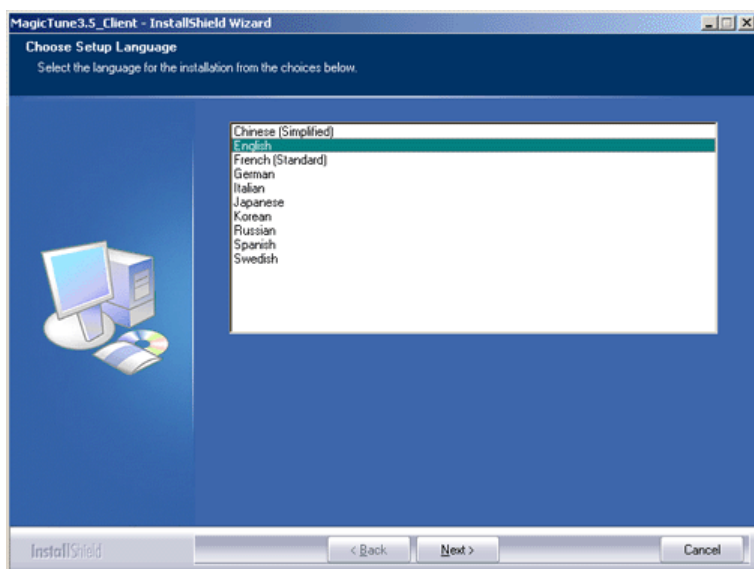 MagicTune3.5_Client - InstallShield Wizard
Choose Setup Language
Select the language for the installation from the choices below.
Chinese (Simplified)
English
French (Standard)
German
Italian
Japanese
Korean
Russian
Spanish
Swedish
InstallShield
< Back
Next >
Cancel